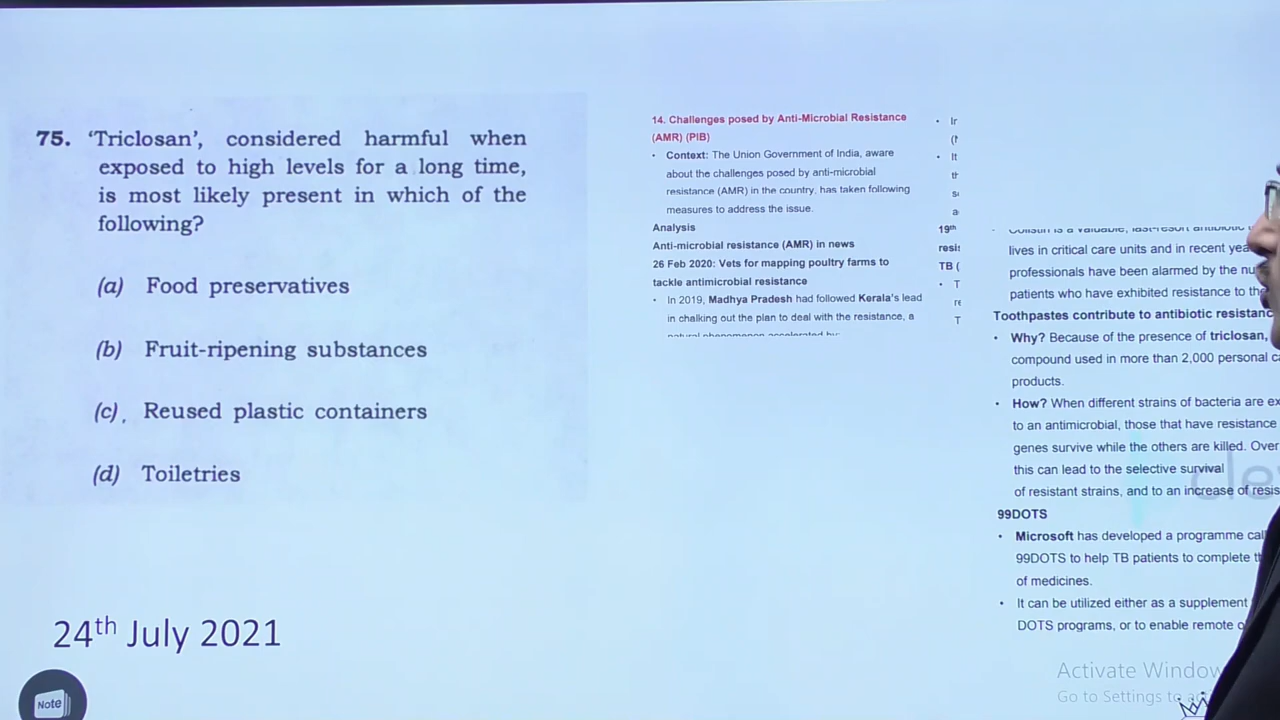 75. ‘Triclosan’, considered harmful when
exposed to high levels for a long time,
is most likely present in which of the
following?
(a) Food preservatives
(b) Fruit-ripening substances
(c), Reused plastic containers
(d) Toiletries
24th July 2021
Note
14. Challenges posed by Anti-Microbial Resistance
(AMR) (PIB)
• Context: The Union Government of India, aware
about the challenges posed by anti-microbial
resistance (AMR) in the country, has taken following
measures to address the issue.
Analysis
Anti-microbial resistance (AMR) in news
26 Feb 2020: Vets for mapping poultry farms to
tackle antimicrobial resistance
• In 2019, Madhya Pradesh had followed Kerala's lead
in chalking out the plan to deal with the resistance, a
natural phenomenon accelerated
•
•
19th
TB (
•
lives in critical care units and in recent
professionals have been alarmed by the
patients who have exhibited resistance to
Toothpastes contribute to antibiotic
• Why? Because of the presence of triclosan,
compound used in more than 2,000 personal
products.
• How? When different strains of bacteria are
to an antimicrobial, those that have resistance
genes survive while the others are killed. Over
this can lead to the selective survival
of resistant strains, and to an increase of
99DOTS
• Microsoft has developed a programme
99DOTS to help TB patients to complete
of medicines.
• It can be utilized either as a supplement
DOTS programs, or to enable remote
Activate
Go to Settings to